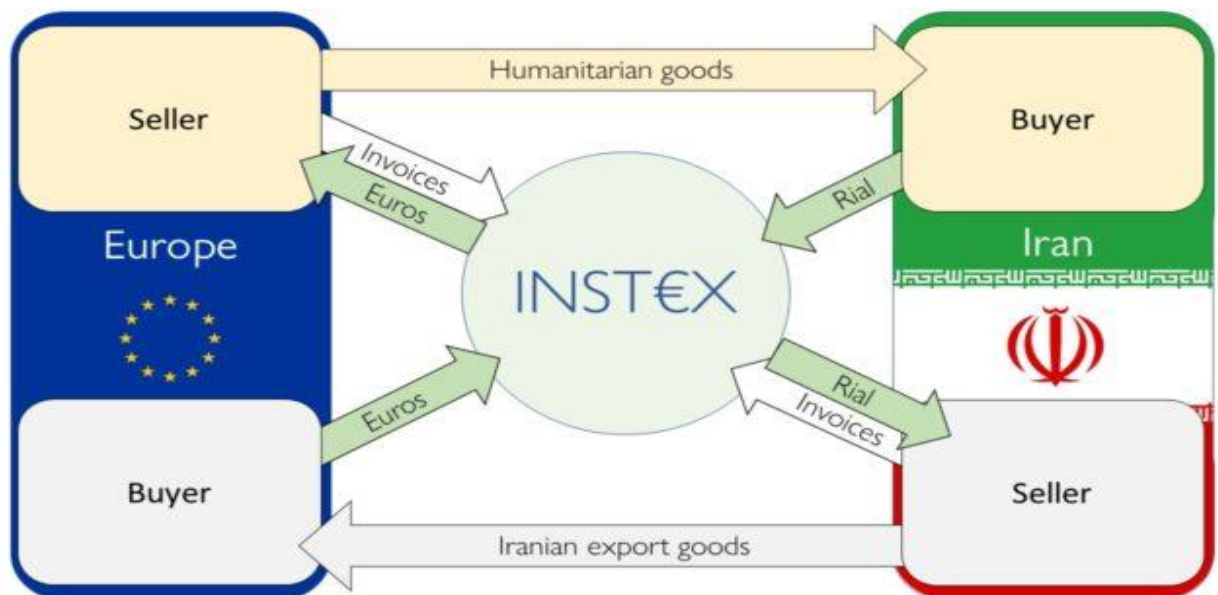 Humanitarian goods
Seller
Buyer
Invoices
Euros
Rial
Europe
INST€X
Iran
Euros
Rial
Invoices
Buyer
Seller
Iranian export goods